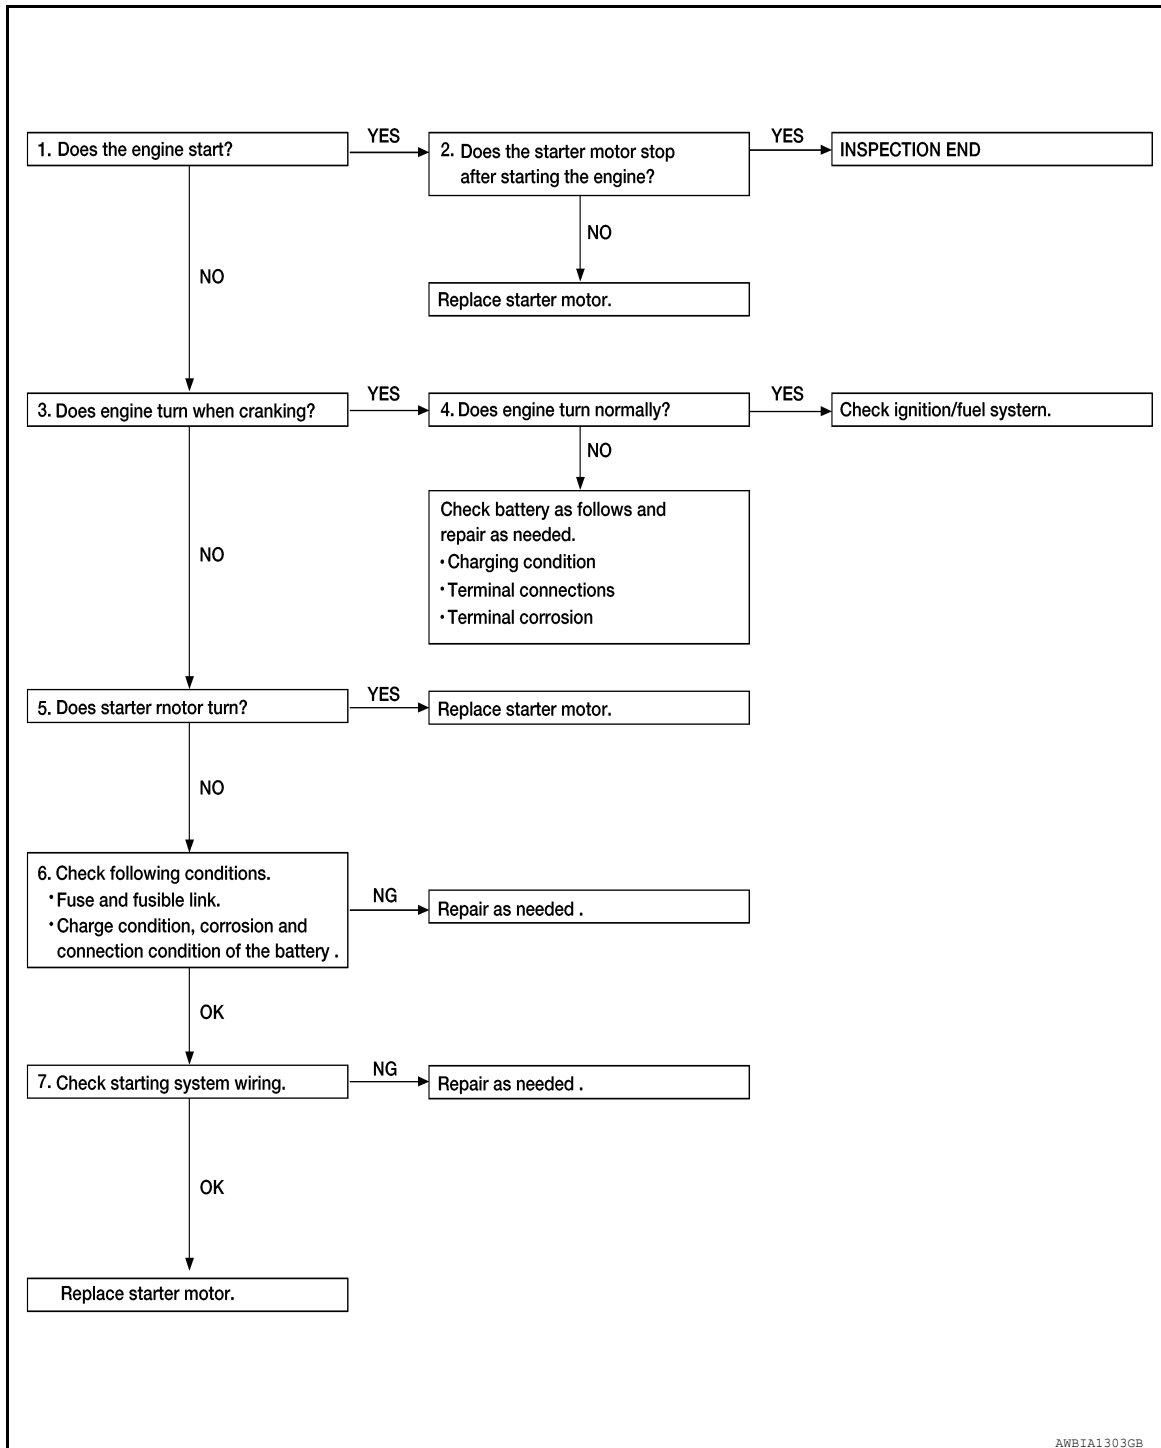 1. Does the engine start?
YES
2. Does the starter motor stop
after starting the engine?
YES
INSPECTION END
NO
Replace starter motor.
NO
3. Does engine turn when cranking?
YES
4. Does engine turn normally?
YES
Check ignition/fuel systern.
NO
Check battery as follows and
repair as needed.
• Charging condition
• Terminal connections
• Terminal corrosion
NO
5. Does starter rnotor turn?
YES
Replace starter motor.
NO
6. Check following conditions.
• Fuse and fusible link.
• Charge condition, corrosion and
connection condition of the battery .
NG
Repair as needed .
OK
7. Check starting system wiring.
NG
Repair as needed .
OK
Replace starter motor.
AWBIA1303GB